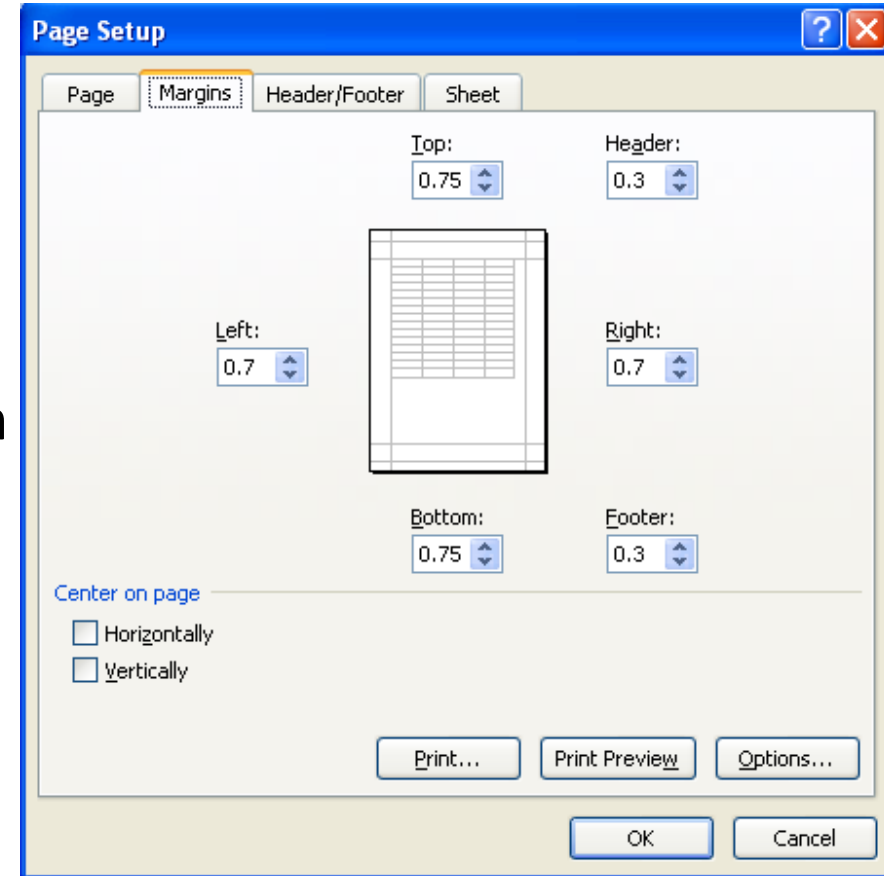 Page Setup
Page Margins Header/Footer Sheet
Top: Header:
0.75 0.3
Left: Right:
0.7 0.7
Bottom: Footer:
0.75 0.3
Center on page
Horizontally
Vertically
Print... Print Preview Options...
OK Cancel